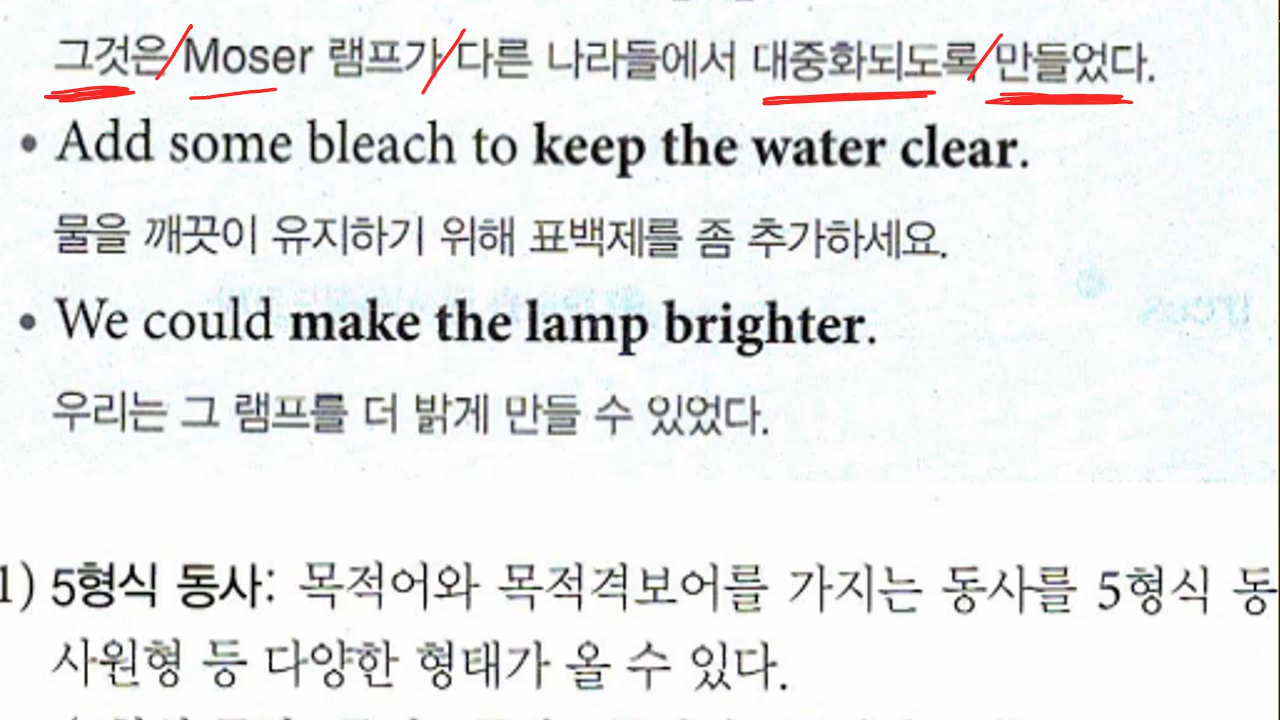 그것은 Moser 램프가 다른 나라들에서 대중화되도록 만들었다.
• Add some bleach to keep the water clear.
물을 깨끗이 유지하기 위해 표백제를 좀 추가하세요.
• We could make the lamp brighter.
우리는 그 램프를 더 밝게 만들 수 있었다.
1) 5형식 동사: 목적어와 목적격보어를 가지는 동사를 5형식 동
사원형 등 다양한 형태가 올 수 있다.